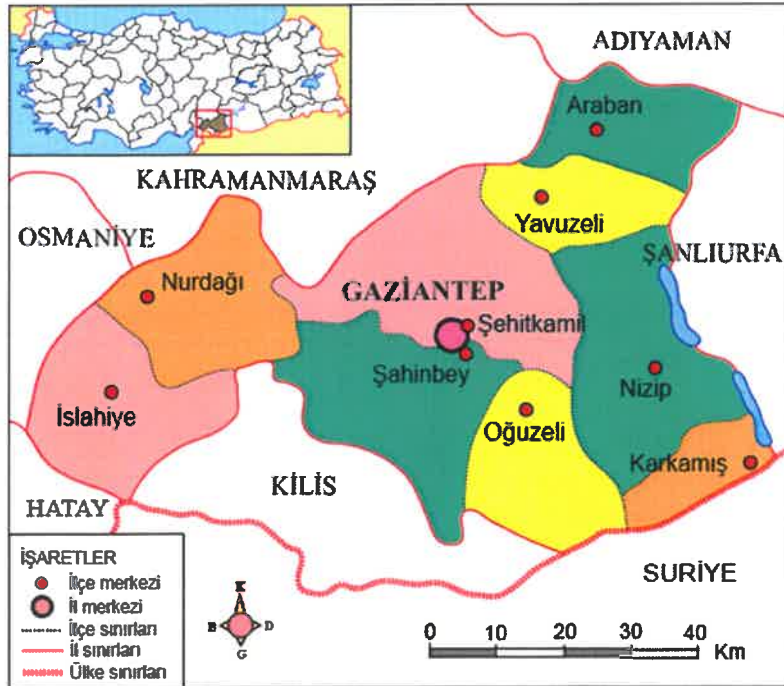 ADIYAMAN
Araban
KAHRAMANMARAŞ
Yavuzeli
OSMANİYE
ŞANLIURFA
Nurdağı
GAZİANTEP
Şehitkamil
Şahinbey
Nizip
İslahiye
Oğuzeli
Karkamış
KİLİS
HATAY
SURİYE
İŞARETLER
İlçe merkezi
İl merkezi
İlçe sınırları
İl sınırları
Ülke sınırları
K
B D
G
0 10 20 30 40
Km